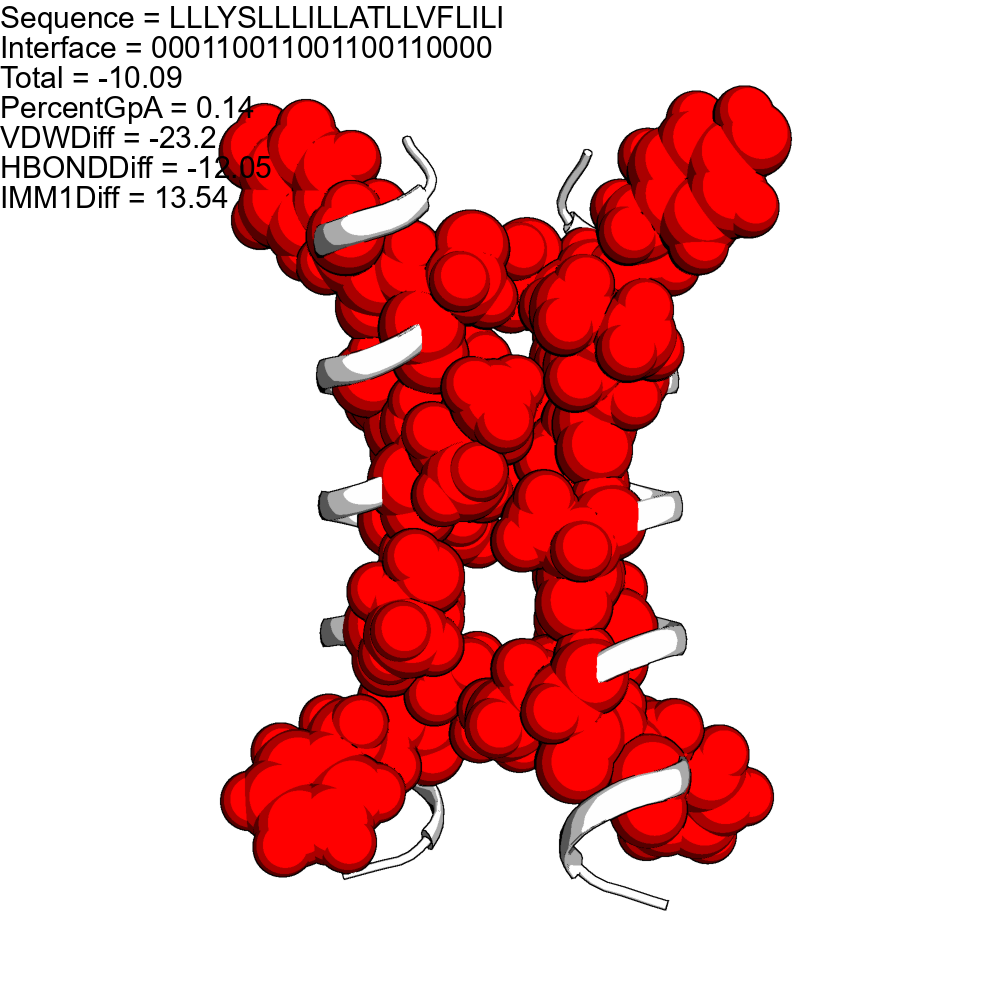 Sequence = LLLYSLLLILLATLLVFLILI
Interface = 000110011001100110000
Total = -10.09
PercentGpA = 0.14
VDWDiff = -23.2
HBONDDiff = -12.05
IMM1Diff = 13.54